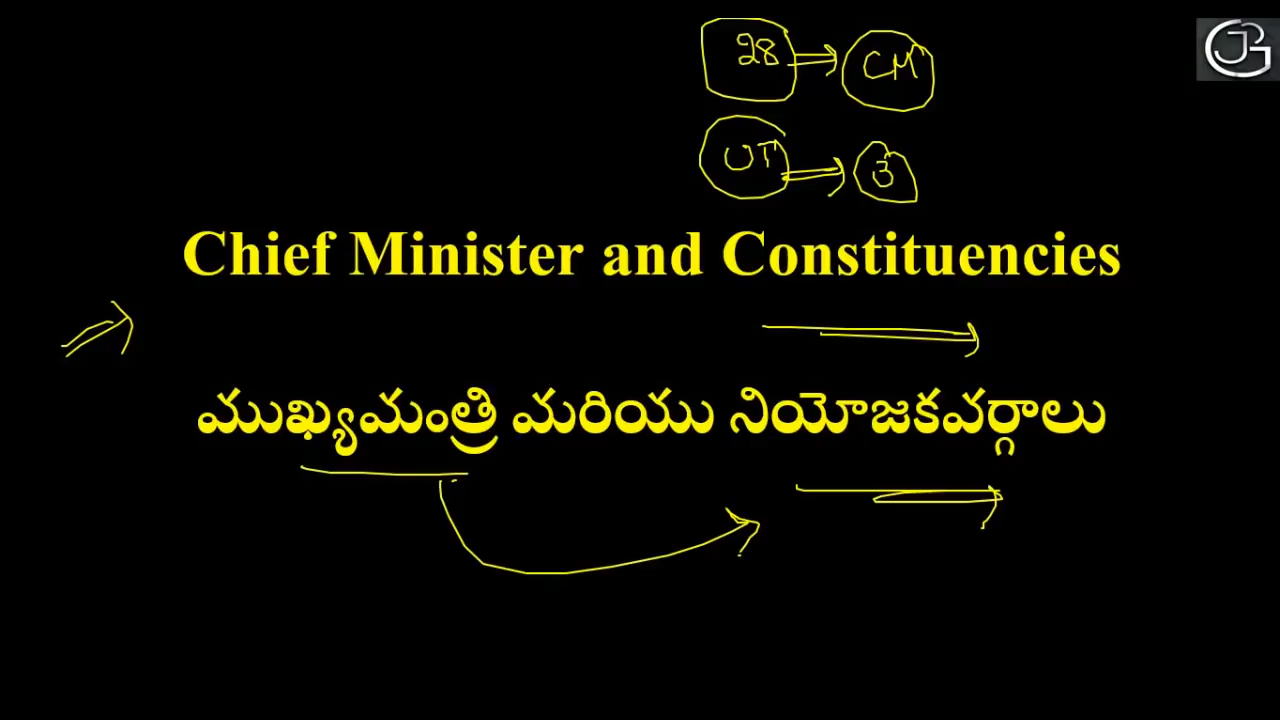 28 CM
UT 3
Chief Minister and Constituencies
ముఖ్యమంత్రి మరియు నియోజకవర్గాలు